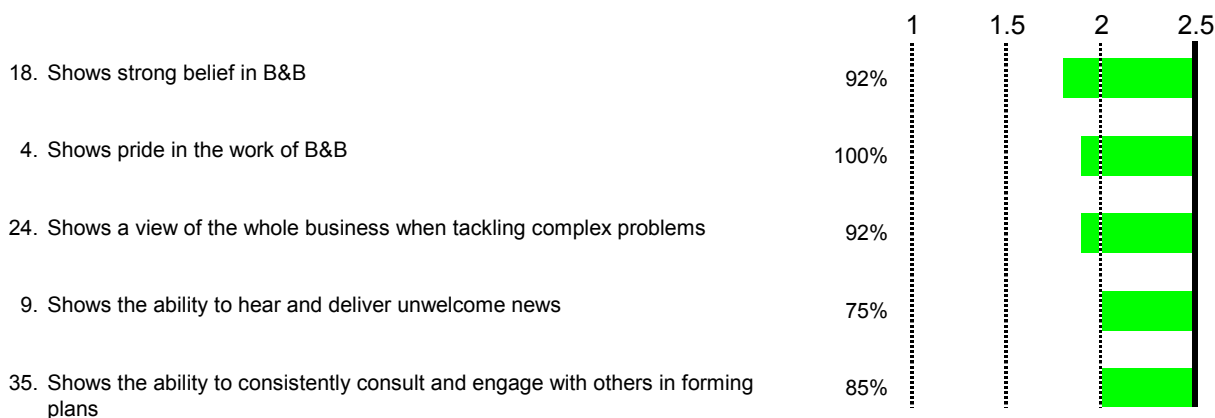 1 1.5 2 2.5
18. Shows strong belief in B&B 92%
4. Shows pride in the work of B&B 100%
24. Shows a view of the whole business when tackling complex problems 92%
9. Shows the ability to hear and deliver unwelcome news 75%
35. Shows the ability to consistently consult and engage with others in forming 85%
plans